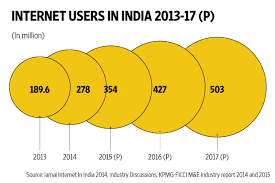 INTERNET USERS IN INDIA 2013-17 (P)
(In million)
189.6 278 354 427 503
2013 2014 2015 (P) 2016 (P) 2017 (P)
Source: Iamai Internet In India 2014, Industry Discussions, KPMG-FICCI M&E industry report 2014 and 2015